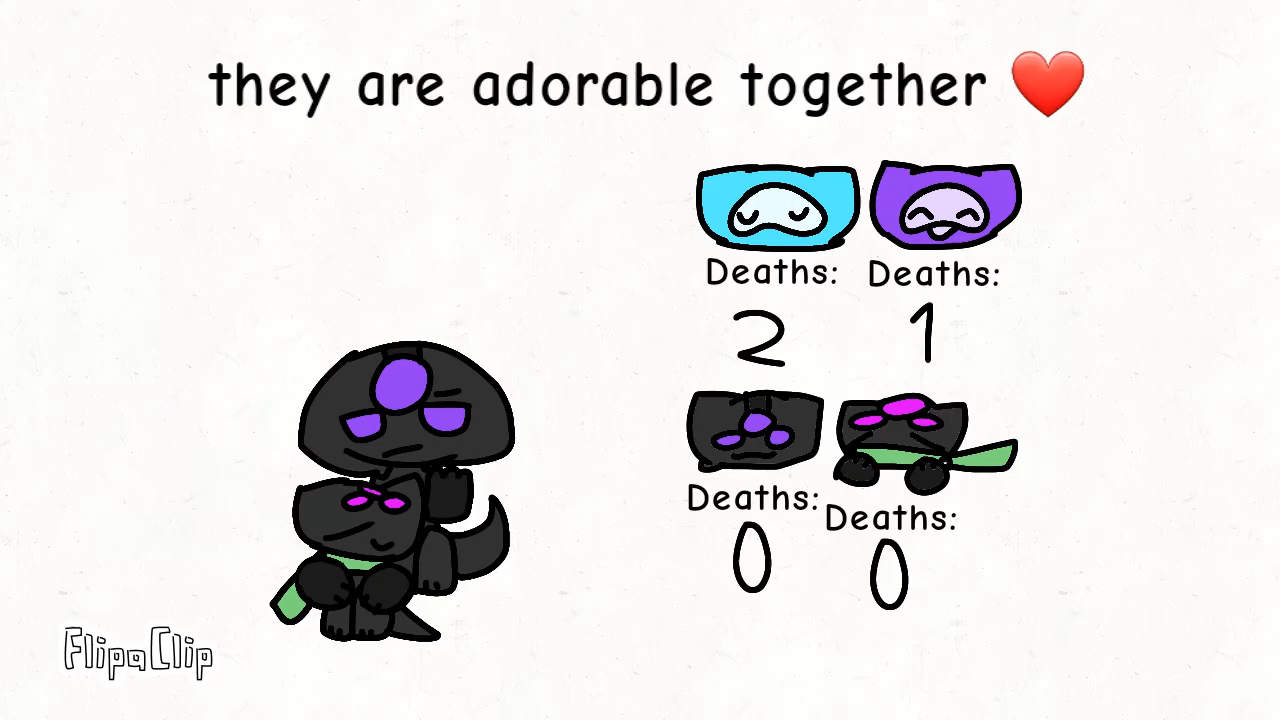 they are adorable together ❤️
Deaths: Deaths:
2 1
Deaths: Deaths:
0 0
FlipaClip